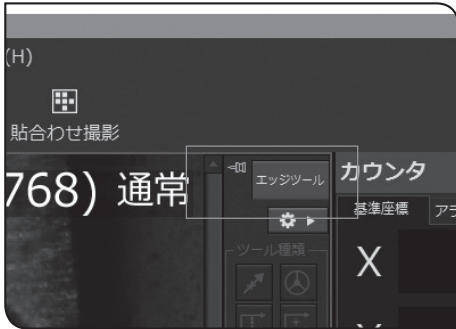 (H)
貼合わせ撮影
768) 通常
エッジツール
カウンタ
基準座標
ツール種類
X